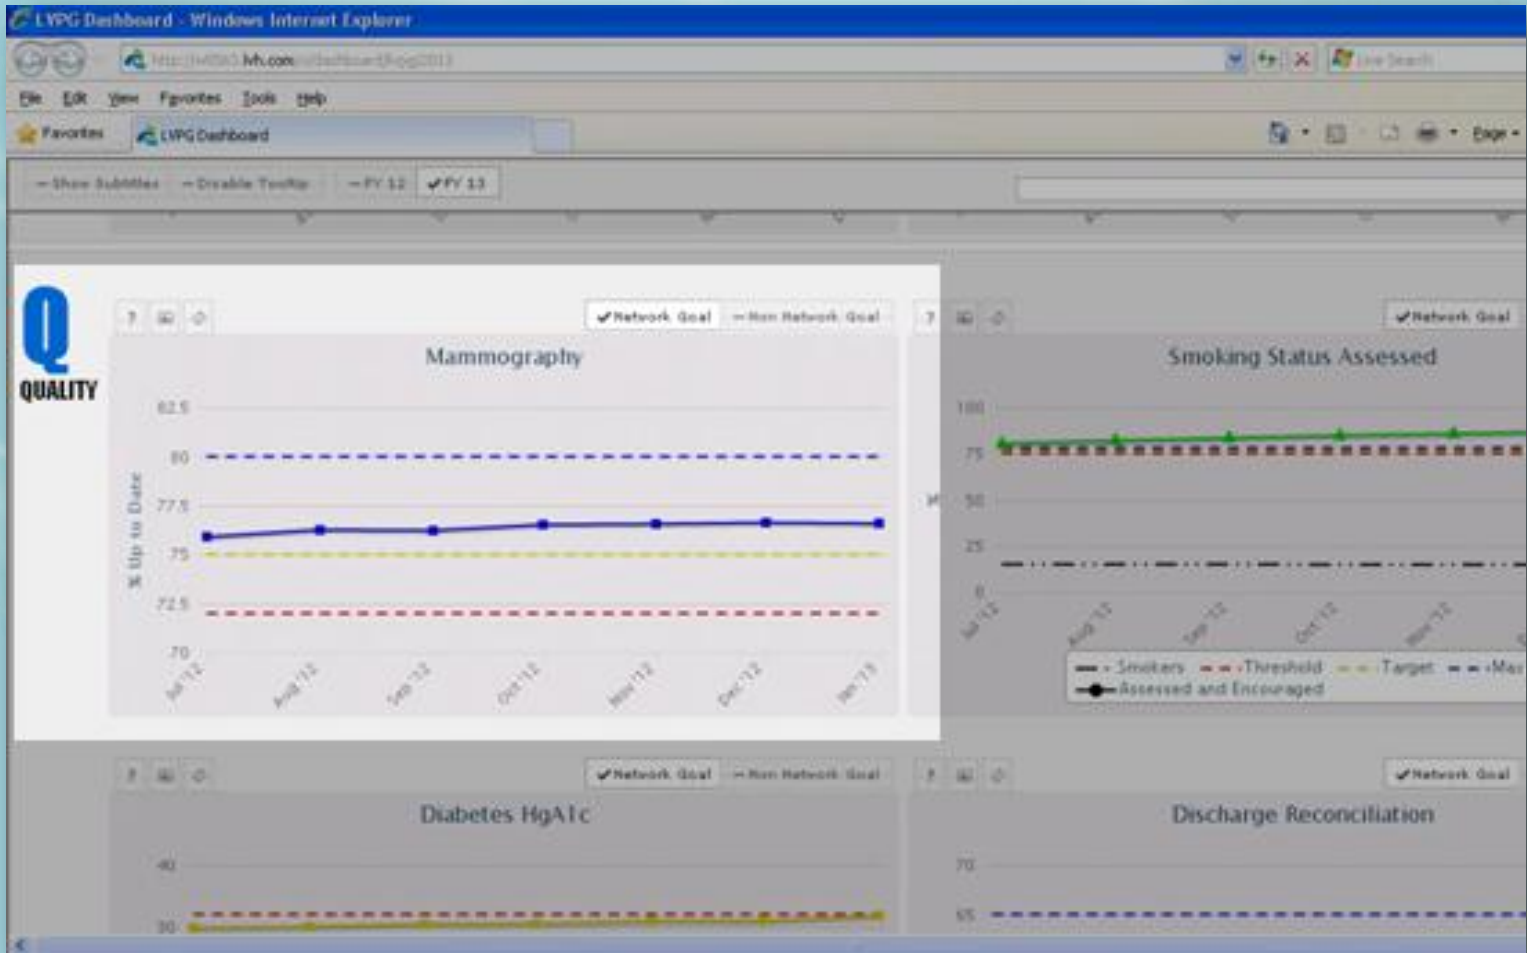 LVPG Dashboard - Windows Internet Explorer
lvh.com
Live Search
File Edit View Favorites Tools Help
Favorites LVPG Dashboard
Page
Show Subtitles Disable Tooltip FY 12 FY 13
Q
QUALITY
? Network Goal Non Network Goal
Mammography
82.5
80
77.5
75
72.5
70
% Up to Date
Jul '12 Aug '12 Sep '12 Oct '12 Nov '12 Dec '12 Jan '13
? Network Goal
Smoking Status Assessed
100
75
50
25
0
%
Jul '12 Aug '12 Sep '12 Oct '12 Nov '12
Smokers Threshold Target Max
Assessed and Encouraged
? Network Goal Non Network Goal
Diabetes HgA1c
40
30
? Network Goal
Discharge Reconciliation
70
65